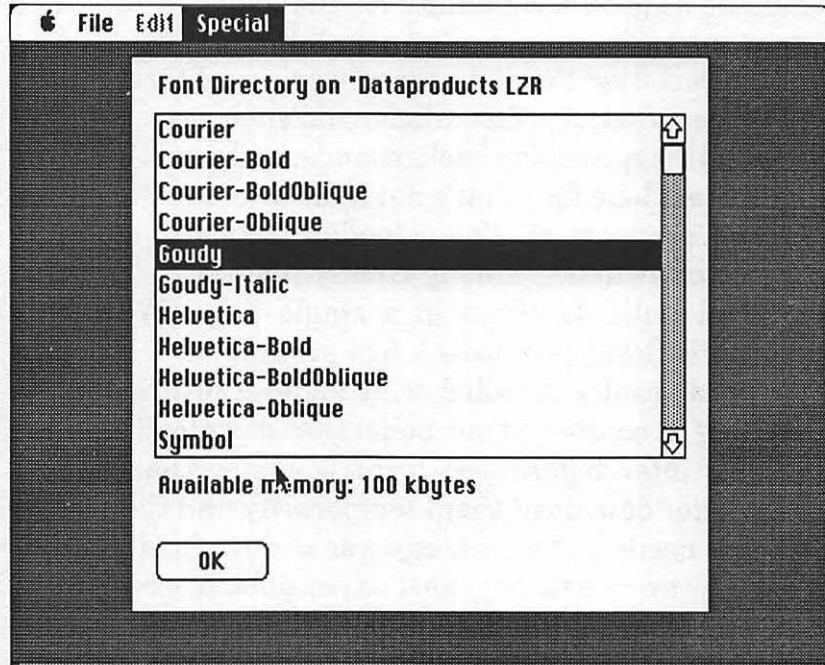 File Edit Special
Font Directory on "Dataproducts LZR
Courier
Courier-Bold
Courier-BoldOblique
Courier-Oblique
Goudy
Goudy-Italic
Helvetica
Helvetica-Bold
Helvetica-BoldOblique
Helvetica-Oblique
Symbol
Available memory: 100 kbytes
OK